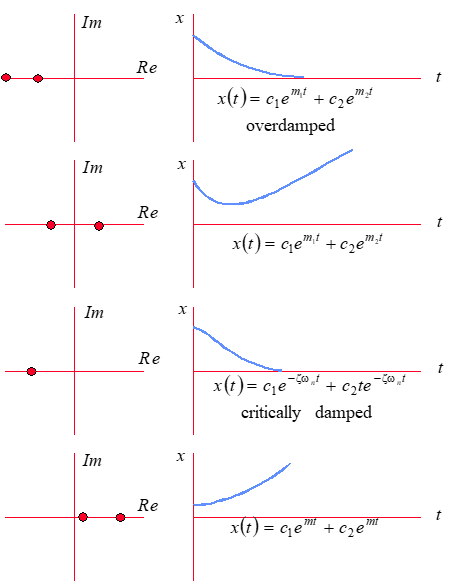 Im x
Re t
x(t) = c₁e^{m₁t} + c₂e^{m₂t}
overdamped
Im x
Re t
x(t) = c₁e^{m₁t} + c₂e^{m₂t}
Im x
Re t
x(t) = c₁e^{-ζωₙt} + c₂te^{-ζωₙt}
critically damped
Im x
Re t
x(t) = c₁e^{mt} + c₂e^{mt}